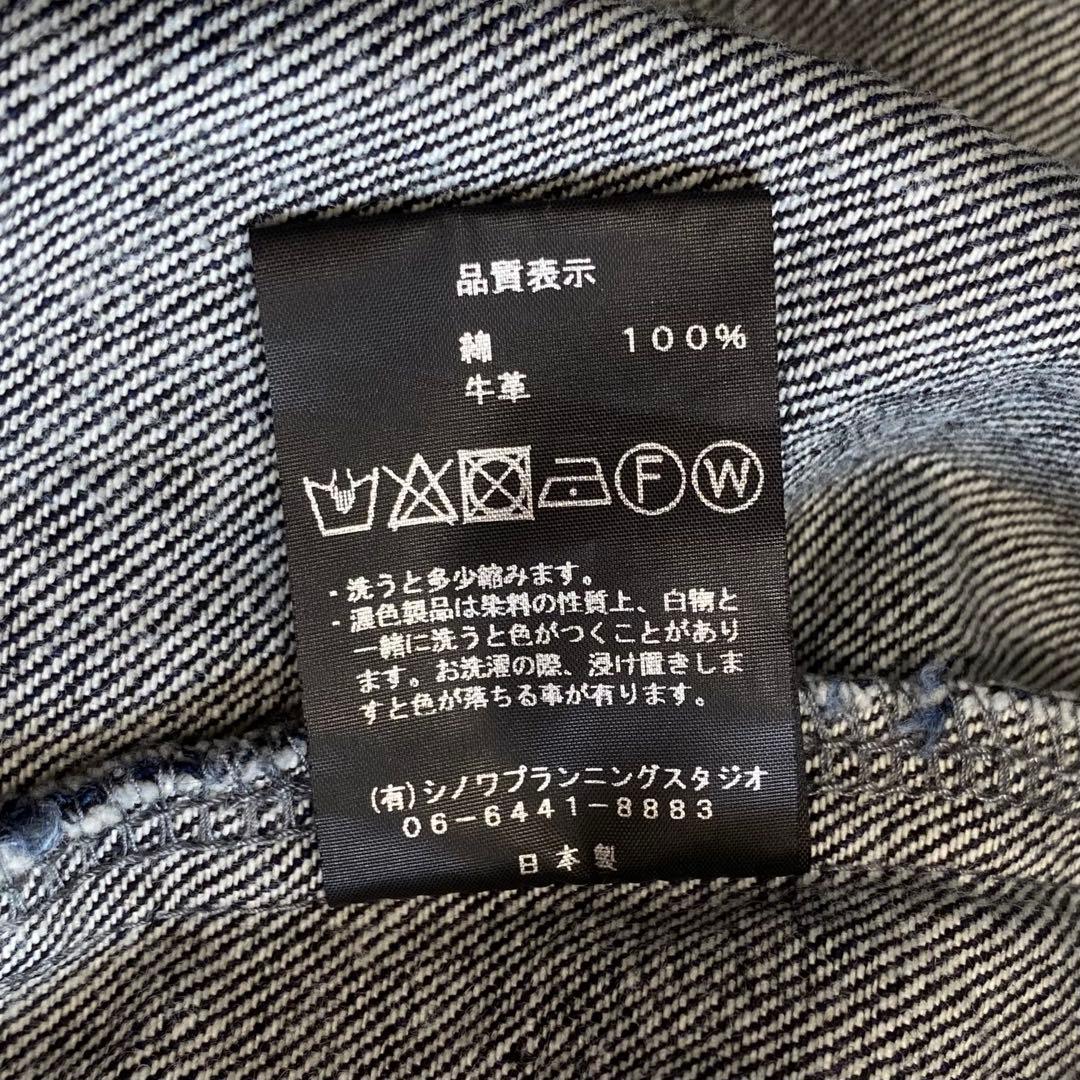 品質表示
綿 100%
牛革
F W
・洗うと多少縮みます。
・濃色製品は染料の性質上、白物と
一緒に洗うと色がつくことがあり
ます。お洗濯の際、浸け置きしま
すと色が落ちる事が有ります。
(有)シノワプランニングスタジオ
06-6441-8883
日本製